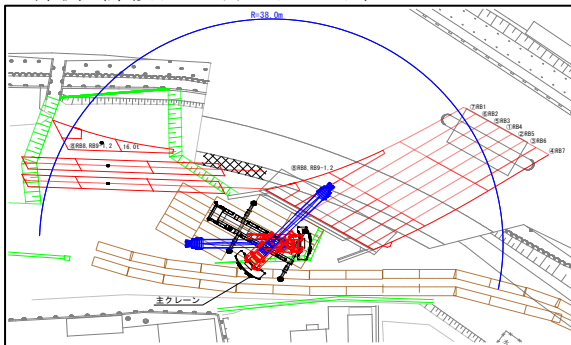 R=38.0m
⑦RB1
⑥RB2
⑤RB3
①RB4
②RB5
③RB6
④RB7
⑧RB8,RB9-1.2
16.0t
⑧RB8,RB9-1.2
主クレーン